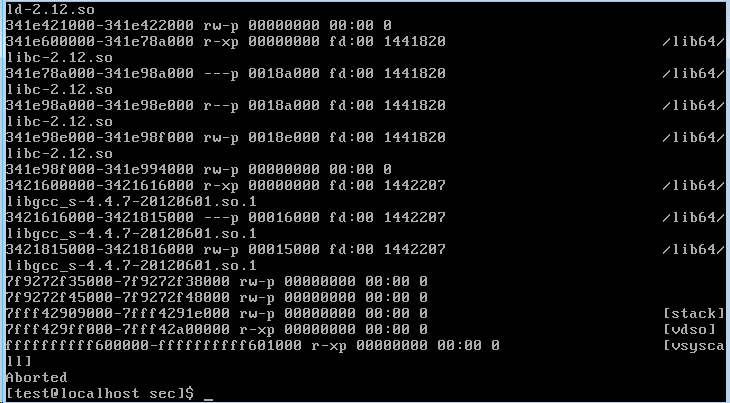 ld-2.12.so
341e421000-341e422000 rw-p 00000000 00:00 0
341e600000-341e78a000 r-xp 00000000 fd:00 1441820 /lib64/
libc-2.12.so
341e78a000-341e98a000 ---p 0018a000 fd:00 1441820 /lib64/
libc-2.12.so
341e98a000-341e98e000 r--p 0018a000 fd:00 1441820 /lib64/
libc-2.12.so
341e98e000-341e98f000 rw-p 0018e000 fd:00 1441820 /lib64/
libc-2.12.so
341e98f000-341e994000 rw-p 00000000 00:00 0
3421600000-3421616000 r-xp 00000000 fd:00 1442207 /lib64/
libgcc_s-4.4.7-20120601.so.1
3421616000-3421815000 ---p 00016000 fd:00 1442207 /lib64/
libgcc_s-4.4.7-20120601.so.1
3421815000-3421816000 rw-p 00015000 fd:00 1442207 /lib64/
libgcc_s-4.4.7-20120601.so.1
7f9272f35000-7f9272f38000 rw-p 00000000 00:00 0
7f9272f45000-7f9272f48000 rw-p 00000000 00:00 0
7fff42909000-7fff4291e000 rw-p 00000000 00:00 0 [stack]
7fff429ff000-7fff42a00000 r-xp 00000000 00:00 0 [vdso]
ffffffffff600000-ffffffffff601000 r-xp 00000000 00:00 0 [vsysca
ll]
Aborted
[test@localhost sec]$ _